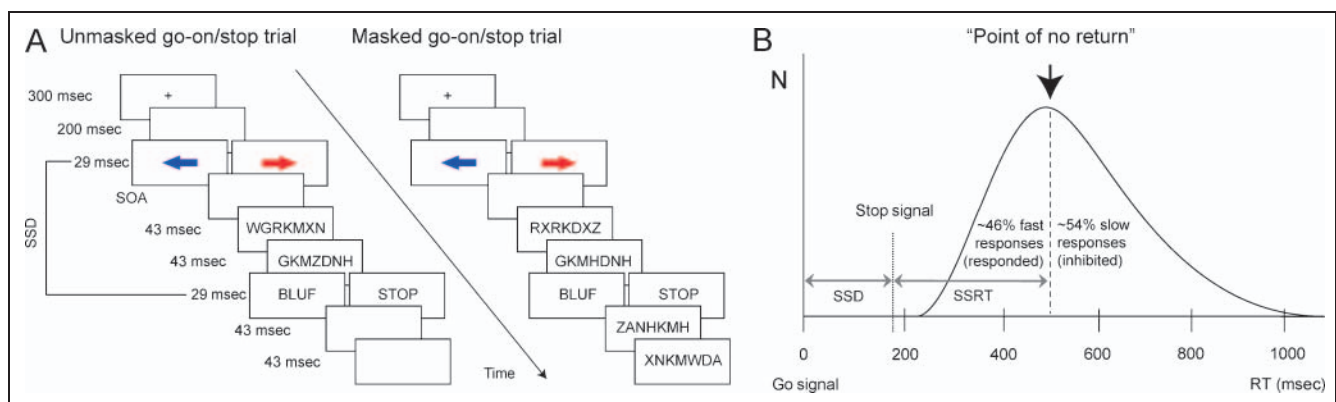 A
Unmasked go-on/stop trial
Masked go-on/stop trial
300 msec
+
+
200 msec
29 msec
SOA
SSD
43 msec
WGRKMXN
RXRKDXZ
43 msec
GKMZDNH
GKMHDNH
29 msec
BLUF
STOP
BLUF
STOP
43 msec
ZANHKMH
43 msec
XNKMWDA
Time
B
"Point of no return"
N
Stop signal
~46% fast
responses
(responded)
~54% slow
responses
(inhibited)
SSD
SSRT
0
200
400
600
800
1000
Go signal
RT (msec)